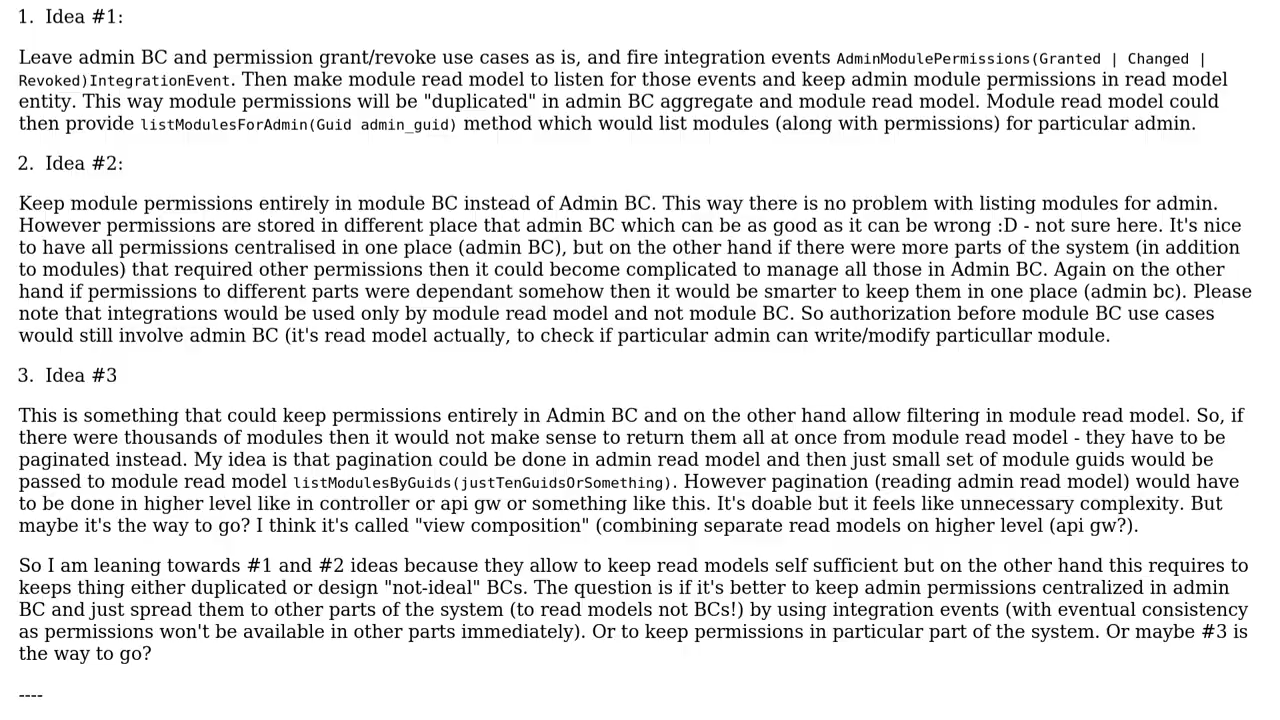 1. Idea #1:
Leave admin BC and permission grant/revoke use cases as is, and fire integration events AdminModulePermissions(Granted | Changed |
Revoked)IntegrationEvent. Then make module read model to listen for those events and keep admin module permissions in read model
entity. This way module permissions will be "duplicated" in admin BC aggregate and module read model. Module read model could
then provide listModulesForAdmin(Guid admin_guid) method which would list modules (along with permissions) for particular admin.
2. Idea #2:
Keep module permissions entirely in module BC instead of Admin BC. This way there is no problem with listing modules for admin.
However permissions are stored in different place that admin BC which can be as good as it can be wrong :D - not sure here. It's nice
to have all permissions centralised in one place (admin BC), but on the other hand if there were more parts of the system (in addition
to modules) that required other permissions then it could become complicated to manage all those in Admin BC. Again on the other
hand if permissions to different parts were dependant somehow then it would be smarter to keep them in one place (admin bc). Please
note that integrations would be used only by module read model and not module BC. So authorization before module BC use cases
would still involve admin BC (it's read model actually, to check if particular admin can write/modify particullar module.
3. Idea #3
This is something that could keep permissions entirely in Admin BC and on the other hand allow filtering in module read model. So, if
there were thousands of modules then it would not make sense to return them all at once from module read model - they have to be
paginated instead. My idea is that pagination could be done in admin read model and then just small set of module guids would be
passed to module read model listModulesByGuids(justTenGuidsOrSomething). However pagination (reading admin read model) would have
to be done in higher level like in controller or api gw or something like this. It's doable but it feels like unnecessary complexity. But
maybe it's the way to go? I think it's called "view composition" (combining separate read models on higher level (api gw?).
So I am leaning towards #1 and #2 ideas because they allow to keep read models self sufficient but on the other hand this requires to
keeps thing either duplicated or design "not-ideal" BCs. The question is if it's better to keep admin permissions centralized in admin
BC and just spread them to other parts of the system (to read models not BCs!) by using integration events (with eventual consistency
as permissions won't be available in other parts immediately). Or to keep permissions in particular part of the system. Or maybe #3 is
the way to go?
----